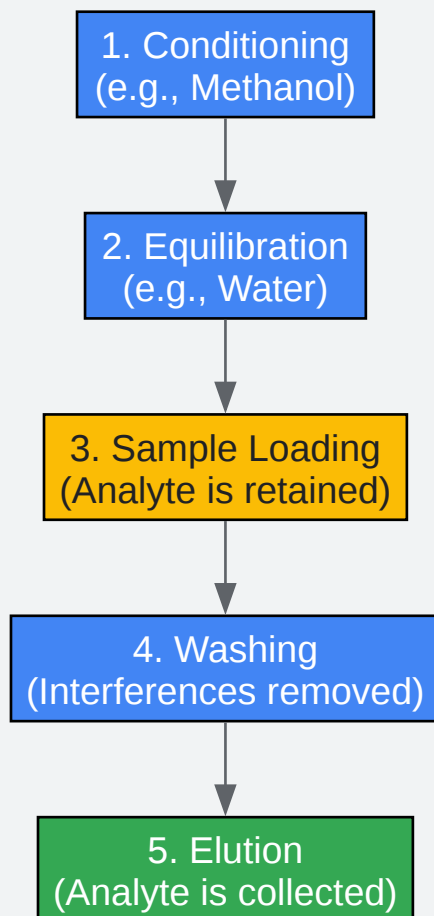 1. Conditioning
(e.g., Methanol)
2. Equilibration
(e.g., Water)
3. Sample Loading
(Analyte is retained)
4. Washing
(Interferences removed)
5. Elution
(Analyte is collected)